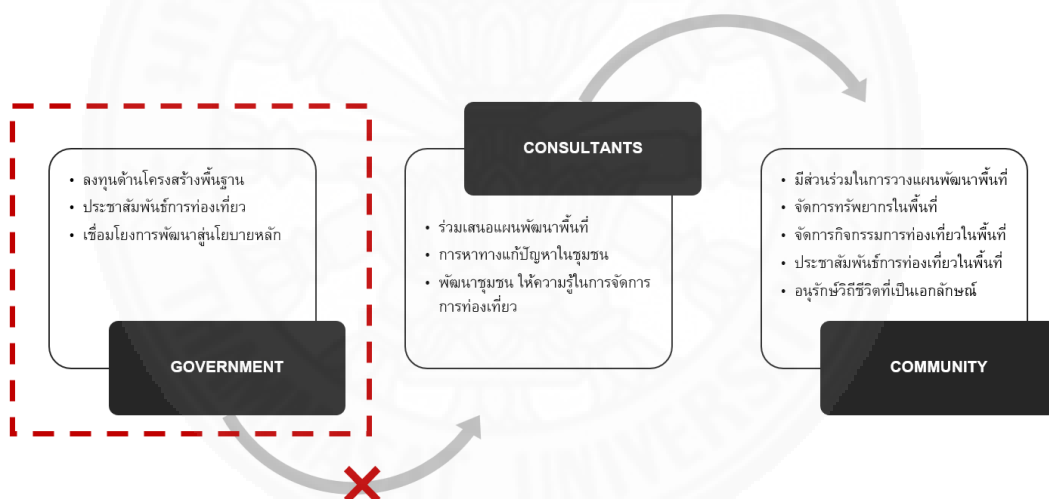 • ลงทุนด้านโครงสร้างพื้นฐาน
• ประชาสัมพันธ์การท่องเที่ยว
• เชื่อมโยงการพัฒนาสู่นโยบายหลัก
GOVERNMENT
CONSULTANTS
• ร่วมเสนอแผนพัฒนาพื้นที่
• การหาทางแก้ปัญหาในชุมชน
• พัฒนาชุมชน ให้ความรู้ในการจัดการ
การท่องเที่ยว
• มีส่วนร่วมในการวางแผนพัฒนาพื้นที่
• จัดการทรัพยากรในพื้นที่
• จัดการกิจกรรมการท่องเที่ยวในพื้นที่
• ประชาสัมพันธ์การท่องเที่ยวในพื้นที่
• อนุรักษ์วิถีชีวิตที่เป็นเอกลักษณ์
COMMUNITY